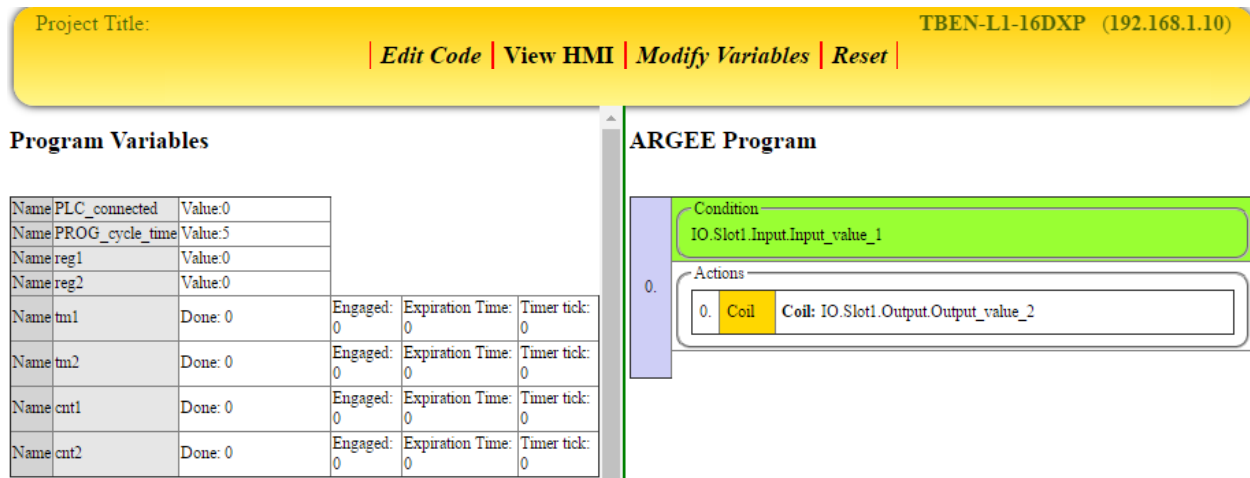 Project Title:
TBEN-L1-16DXP (192.168.1.10)
| Edit Code | View HMI | Modify Variables | Reset |
Program Variables
Name PLC_connected Value:0
Name PROG_cycle_time Value:5
Name reg1 Value:0
Name reg2 Value:0
Name tm1 Done: 0 Engaged: 0 Expiration Time: 0 Timer tick: 0
Name tm2 Done: 0 Engaged: 0 Expiration Time: 0 Timer tick: 0
Name cnt1 Done: 0 Engaged: 0 Expiration Time: 0 Timer tick: 0
Name cnt2 Done: 0 Engaged: 0 Expiration Time: 0 Timer tick: 0
ARGEE Program
0.
Condition
IO.Slot1.Input.Input_value_1
Actions
0. Coil Coil: IO.Slot1.Output.Output_value_2